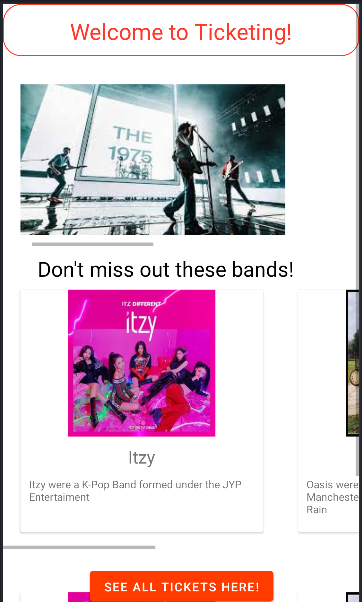 Welcome to Ticketing!
THE
1975
Don't miss out these bands!
ITZ DIFFERENT
itzy
Itzy
Itzy were a K-Pop Band formed under the JYP
Entertaiment
Oasis were
Mancheste
Rain
SEE ALL TICKETS HERE!